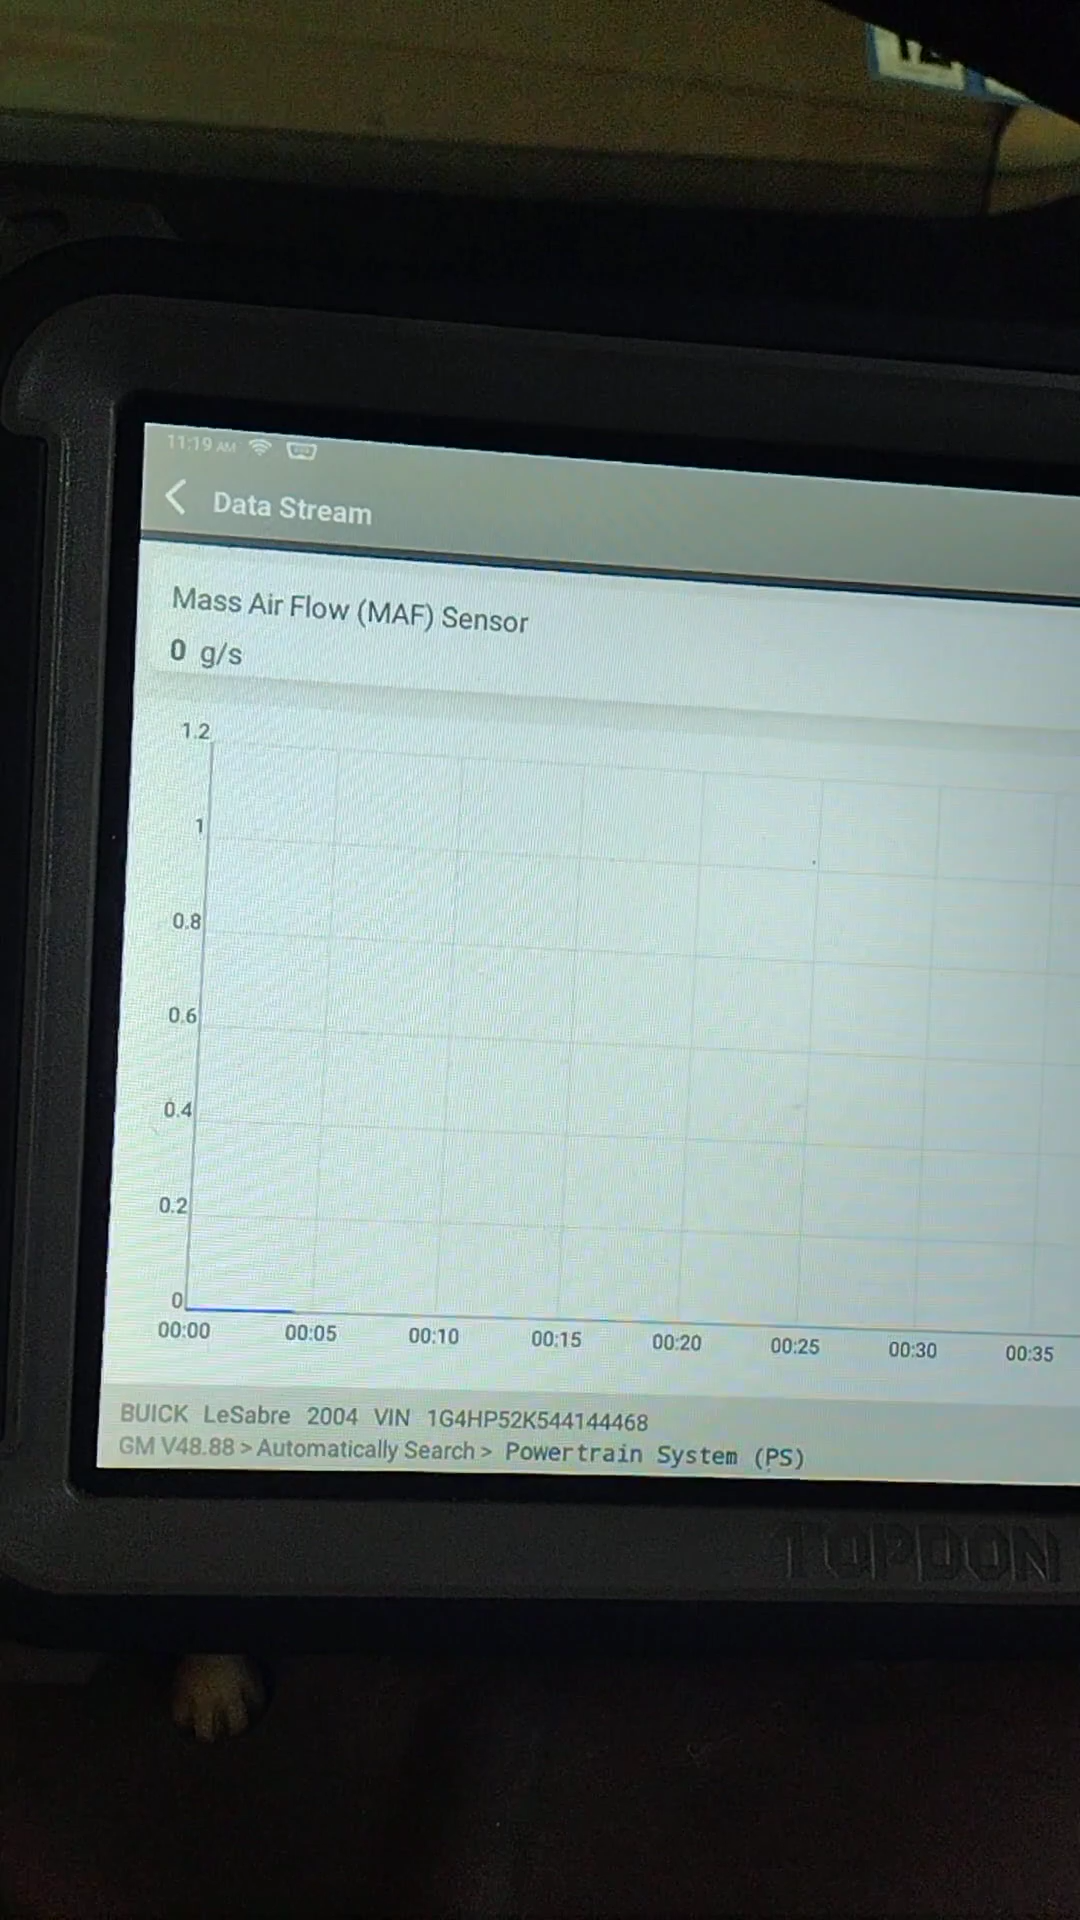 11:19 AM
Data Stream
Mass Air Flow (MAF) Sensor
0 g/s
1.2
1
0.8
0.6
0.4
0.2
0
00:00 00:05 00:10 00:15 00:20 00:25 00:30 00:35
BUICK LeSabre 2004 VIN 1G4HP52K544144468
GM V48.88 > Automatically Search > Powertrain System (PS)
TOPDON